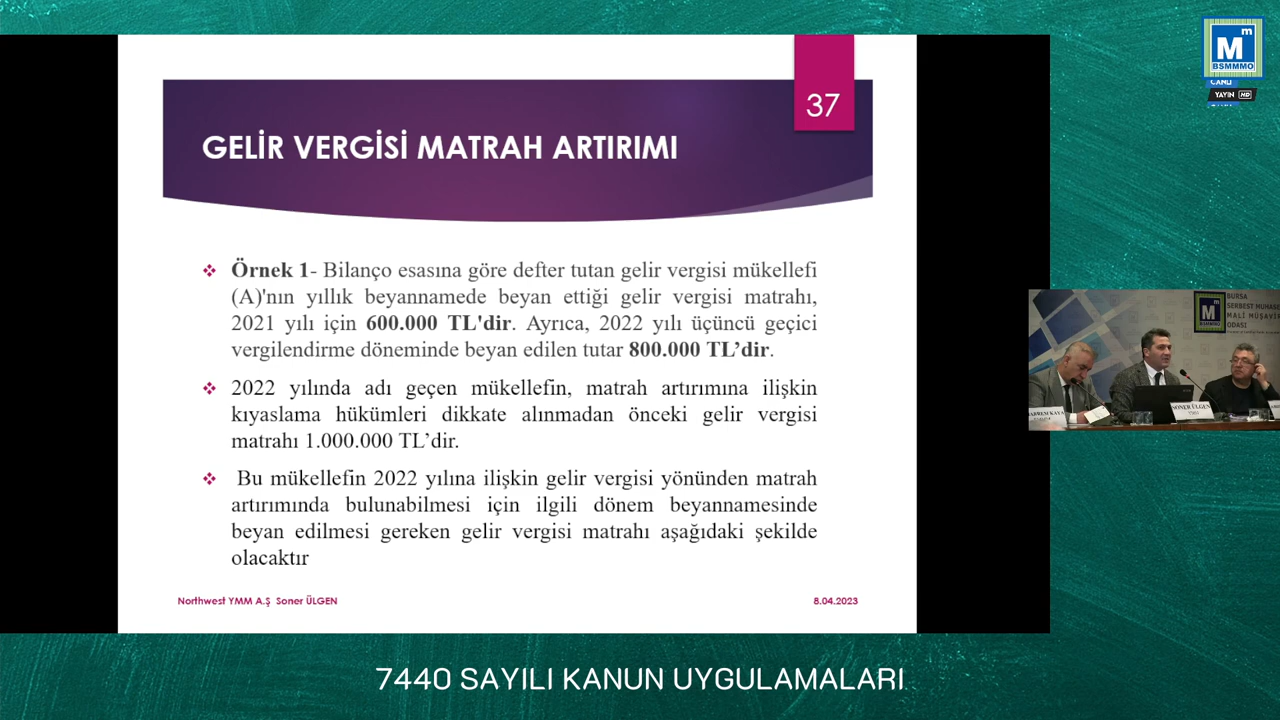 37
GELİR VERGİSİ MATRAH ARTIRIMI
Örnek 1- Bilanço esasına göre defter tutan gelir vergisi mükellefi
(A)'nın yıllık beyannamede beyan ettiği gelir vergisi matrahı,
2021 yılı için 600.000 TL'dir. Ayrıca, 2022 yılı üçüncü geçici
vergilendirme döneminde beyan edilen tutar 800.000 TL’dir.
2022 yılında adı geçen mükellefin, matrah artırımına ilişkin
kıyaslama hükümleri dikkate alınmadan önceki gelir vergisi
matrahı 1.000.000 TL’dir.
Bu mükellefin 2022 yılına ilişkin gelir vergisi yönünden matrah
artırımında bulunabilmesi için ilgili dönem beyannamesinde
beyan edilmesi gereken gelir vergisi matrahı aşağıdaki şekilde
olacaktır
Northwest YMM A.Ş Soner ÜLGEN
8.04.2023
Mm
BSMMMO
CANLI
YAYIN HD
BURSA
SERBEST MUHASE
MALİ MÜŞAVİR
ODASI
SONER ÜLGEN
7440 SAYILI KANUN UYGULAMALARI